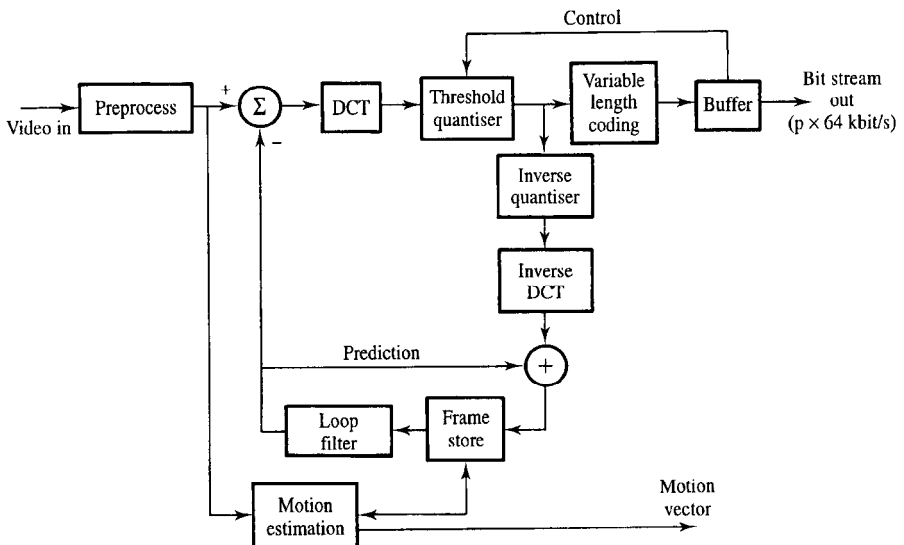 Control
Video in
Preprocess
+
Σ
−
DCT
Threshold
quantiser
Variable
length
coding
Buffer
Bit stream
out
(p × 64 kbit/s)
Inverse
quantiser
Inverse
DCT
+
Prediction
Loop
filter
Frame
store
Motion
estimation
Motion
vector